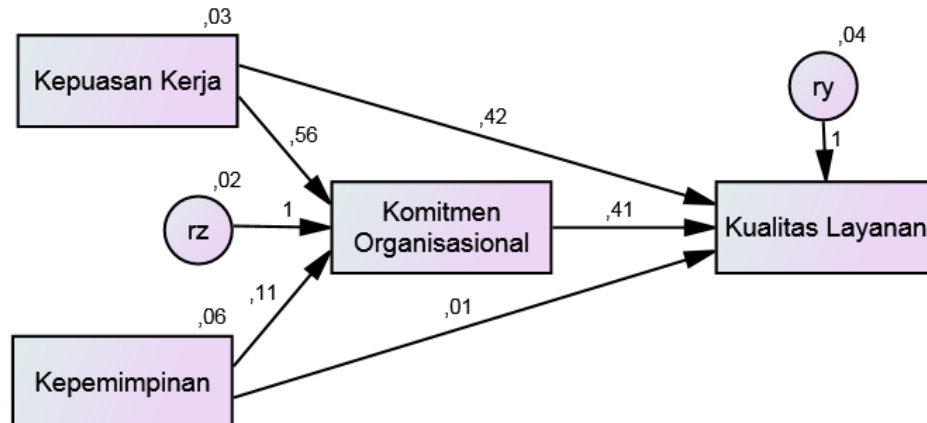 ,03
Kepuasan Kerja
,04
ry
1
,42
,56
,02
rz
1
Komitmen
Organisasional
,41
Kualitas Layanan
,11
,01
,06
Kepemimpinan